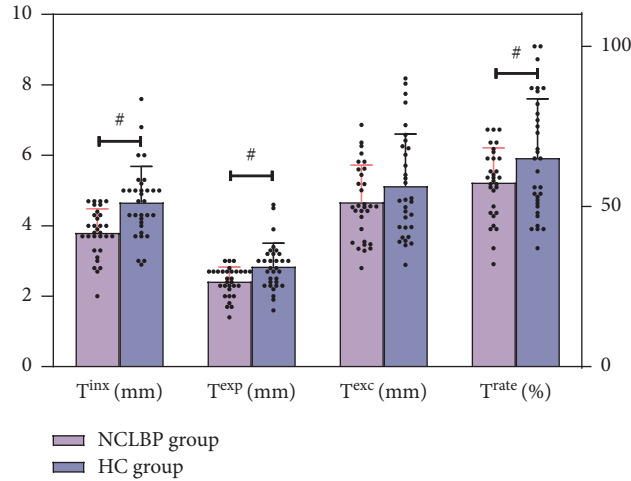 10
8
6
4
2
0
100
50
0
#
#
#
T^inx (mm)
T^exp (mm)
T^exc (mm)
T^rate (%)
NCLBP group
HC group